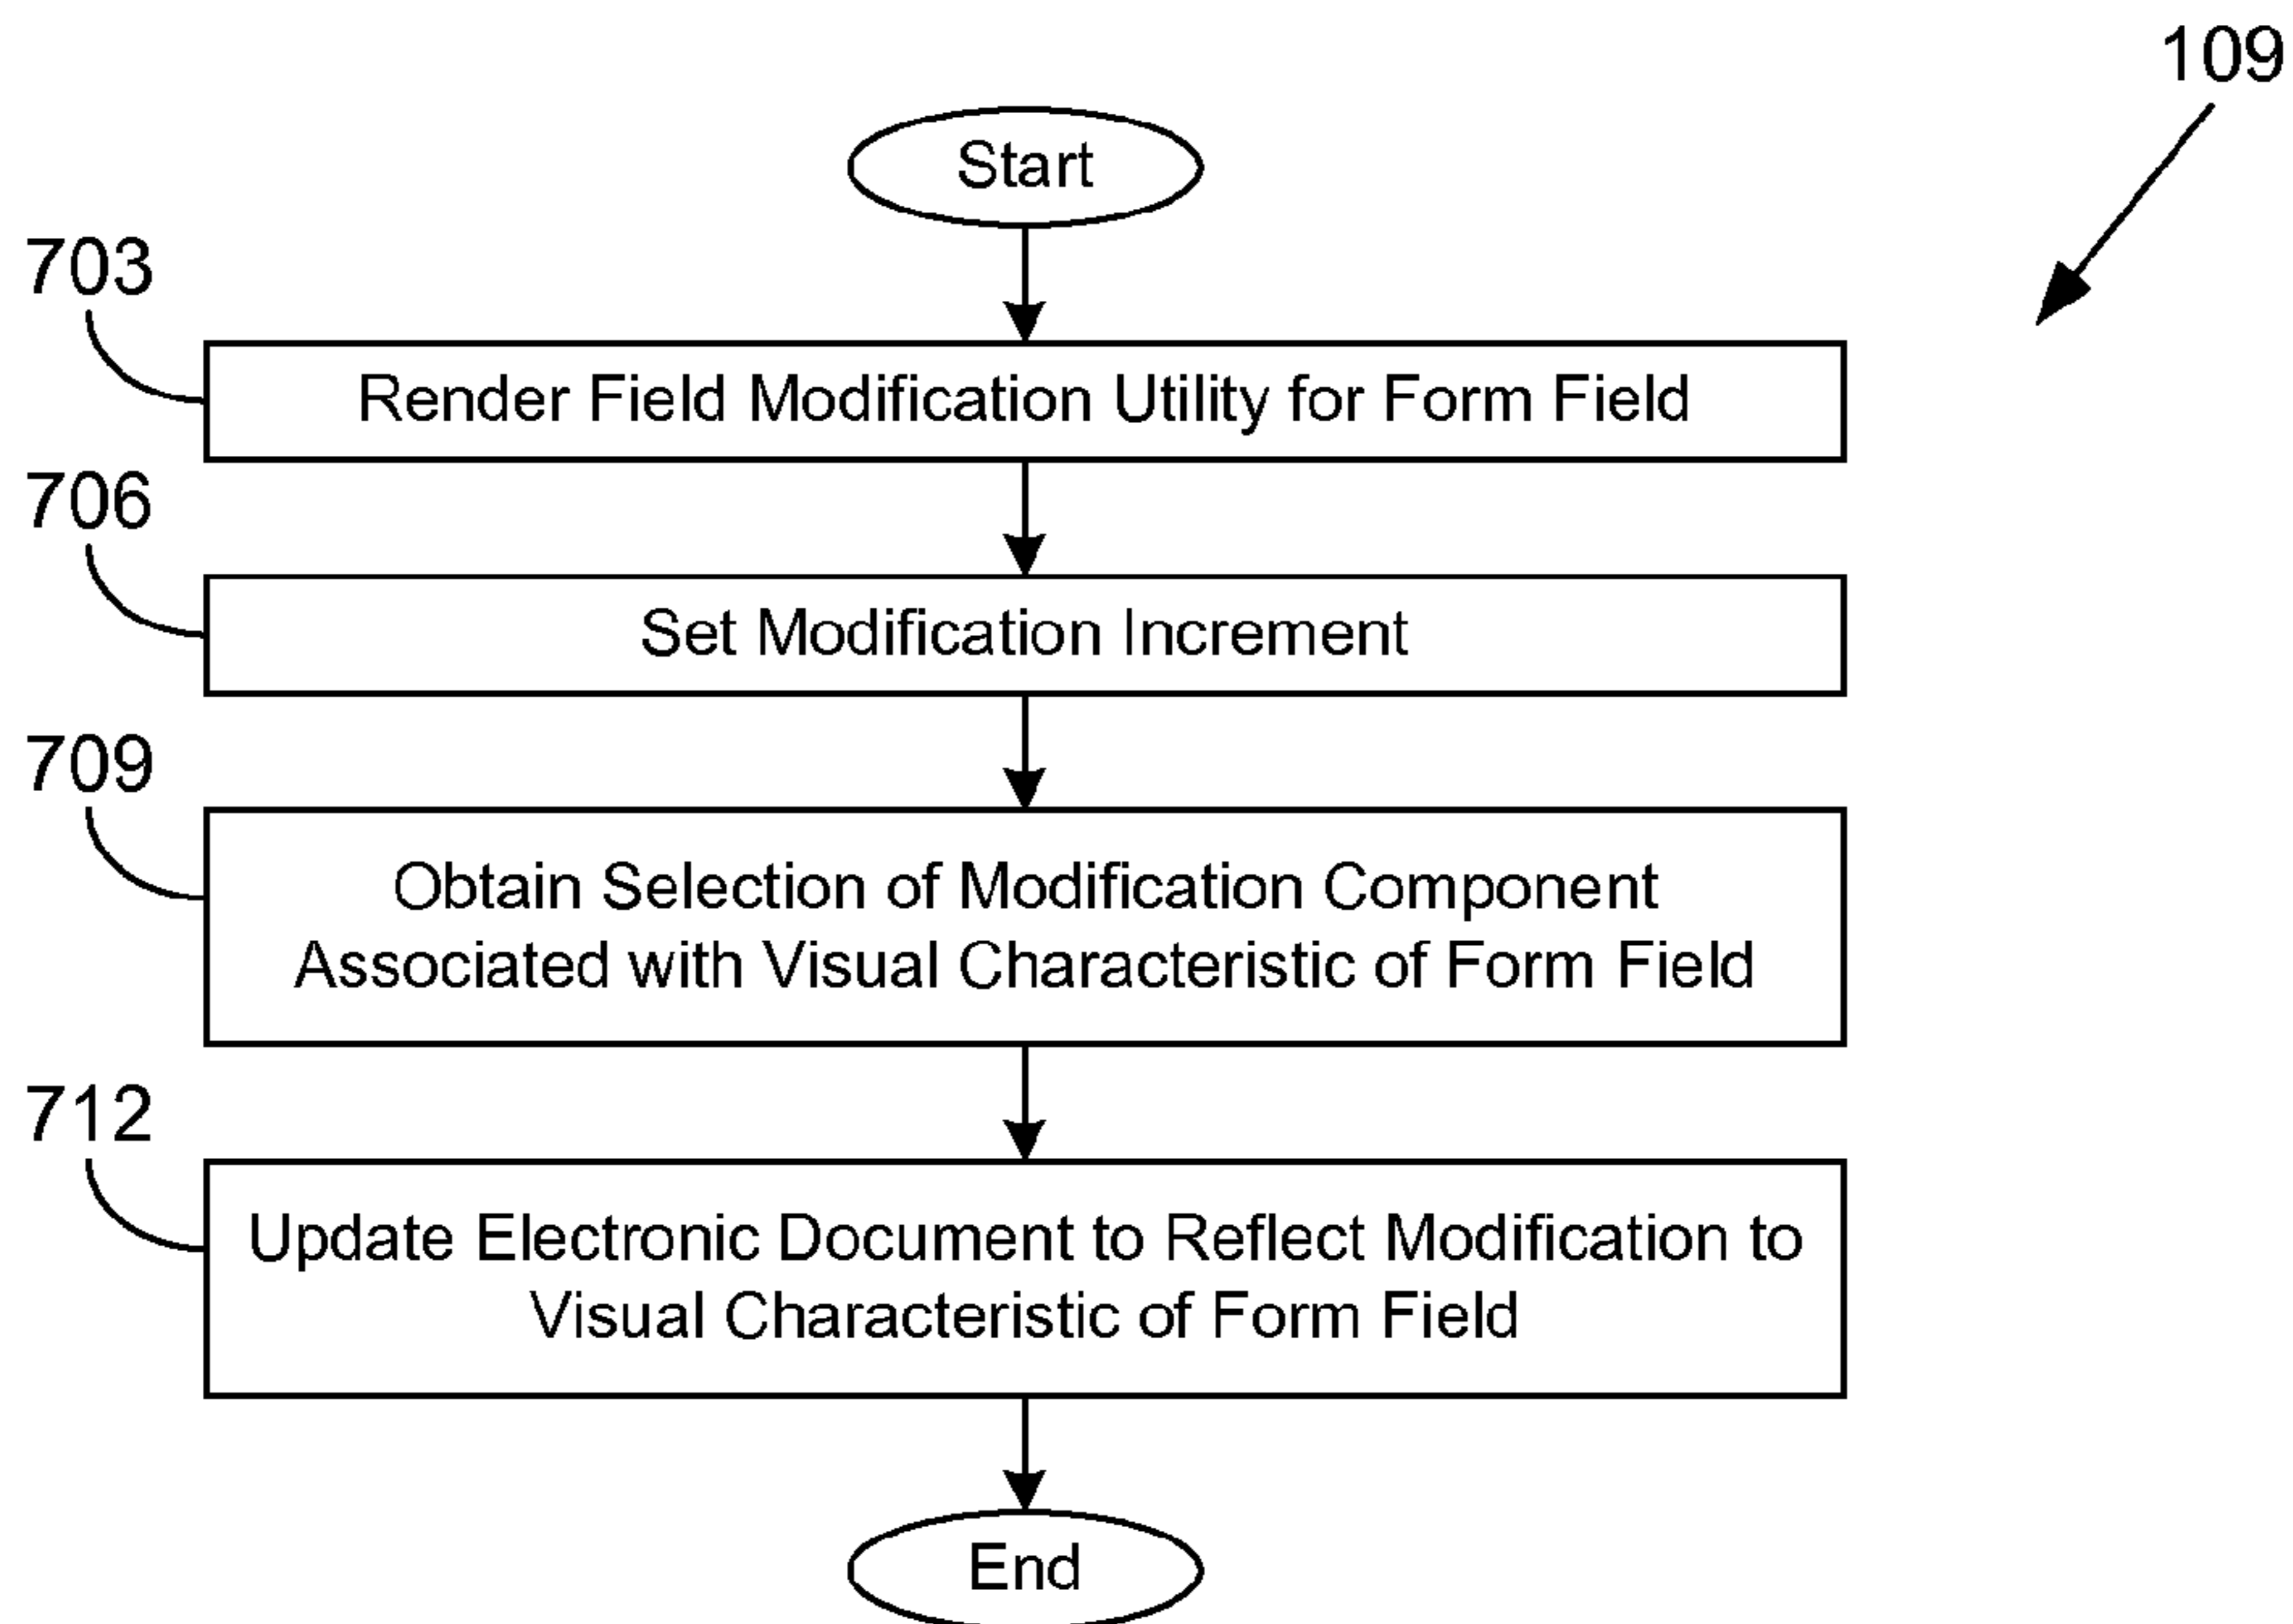 109
Start
703
Render Field Modification Utility for Form Field
706
Set Modification Increment
709
Obtain Selection of Modification Component
Associated with Visual Characteristic of Form Field
712
Update Electronic Document to Reflect Modification to
Visual Characteristic of Form Field
End